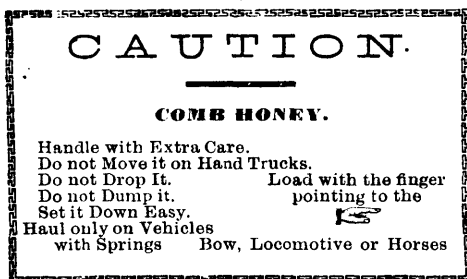 CAUTION.
COMB HONEY.
Handle with Extra Care.
Do not Move it on Hand Trucks.
Do not Drop It. Load with the finger
Do not Dump it. pointing to the
Set it Down Easy.
Haul only on Vehicles
with Springs Bow, Locomotive or Horses